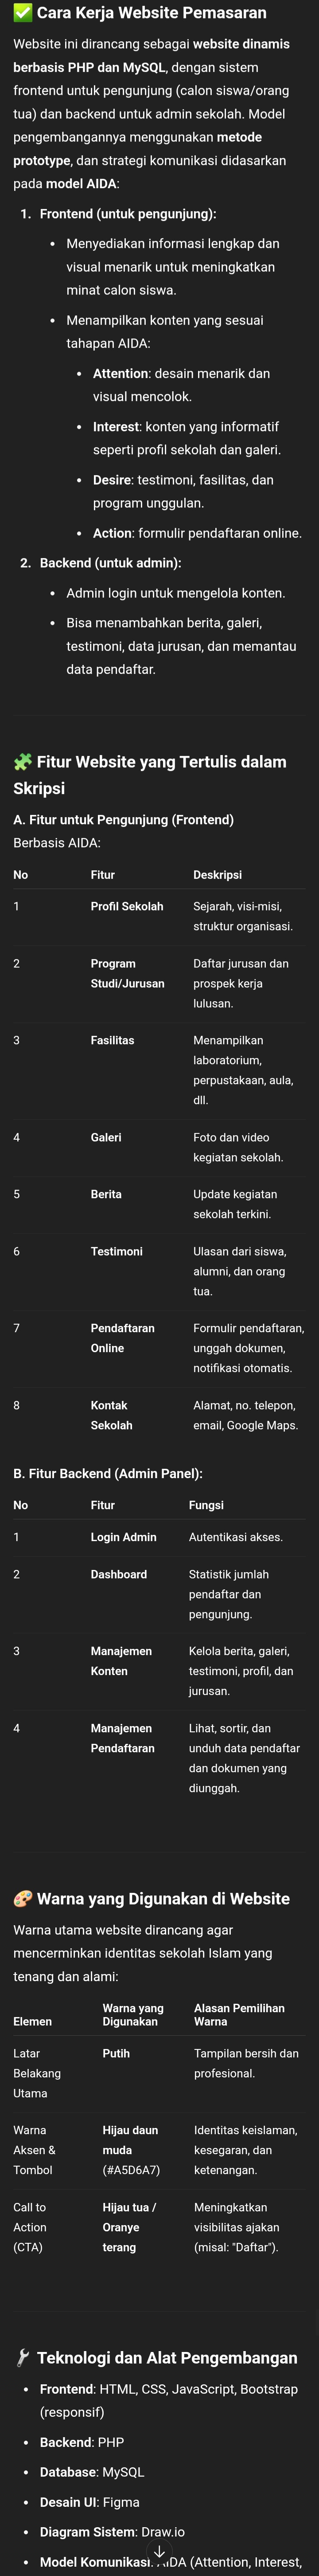 ✅ Cara Kerja Website Pemasaran
Website ini dirancang sebagai website dinamis
berbasis PHP dan MySQL, dengan sistem
frontend untuk pengunjung (calon siswa/orang
tua) dan backend untuk admin sekolah. Model
pengembangannya menggunakan metode
prototype, dan strategi komunikasi didasarkan
pada model AIDA:
1. Frontend (untuk pengunjung):
• Menyediakan informasi lengkap dan
visual menarik untuk meningkatkan
minat calon siswa.
• Menampilkan konten yang sesuai
tahapan AIDA:
• Attention: desain menarik dan
visual mencolok.
• Interest: konten yang informatif
seperti profil sekolah dan galeri.
• Desire: testimoni, fasilitas, dan
program unggulan.
• Action: formulir pendaftaran online.
2. Backend (untuk admin):
• Admin login untuk mengelola konten.
• Bisa menambahkan berita, galeri,
testimoni, data jurusan, dan memantau
data pendaftar.
🧩 Fitur Website yang Tertulis dalam
Skripsi
A. Fitur untuk Pengunjung (Frontend)
Berbasis AIDA:
No Fitur Deskripsi
1 Profil Sekolah Sejarah, visi-misi,
struktur organisasi.
2 Program Daftar jurusan dan
Studi/Jurusan prospek kerja
lulusan.
3 Fasilitas Menampilkan
laboratorium,
perpustakaan, aula,
dll.
4 Galeri Foto dan video
kegiatan sekolah.
5 Berita Update kegiatan
sekolah terkini.
6 Testimoni Ulasan dari siswa,
alumni, dan orang
tua.
7 Pendaftaran Formulir pendaftaran,
Online unggah dokumen,
notifikasi otomatis.
8 Kontak Alamat, no. telepon,
Sekolah email, Google Maps.
B. Fitur Backend (Admin Panel):
No Fitur Fungsi
1 Login Admin Autentikasi akses.
2 Dashboard Statistik jumlah
pendaftar dan
pengunjung.
3 Manajemen Kelola berita, galeri,
Konten testimoni, profil, dan
jurusan.
4 Manajemen Lihat, sortir, dan
Pendaftaran unduh data pendaftar
dan dokumen yang
diunggah.
🎨 Warna yang Digunakan di Website
Warna utama website dirancang agar
mencerminkan identitas sekolah Islam yang
tenang dan alami:
Warna yang Alasan Pemilihan
Elemen Digunakan Warna
Latar Putih Tampilan bersih dan
Belakang profesional.
Utama
Warna Hijau daun Identitas keislaman,
Aksen & muda kesegaran, dan
Tombol (#A5D6A7) ketenangan.
Call to Hijau tua / Meningkatkan
Action Oranye visibilitas ajakan
(CTA) terang (misal: "Daftar").
🔧 Teknologi dan Alat Pengembangan
• Frontend: HTML, CSS, JavaScript, Bootstrap
(responsif)
• Backend: PHP
• Database: MySQL
• Desain UI: Figma
• Diagram Sistem: Draw.io
• Model Komunikasi: AIDA (Attention, Interest,